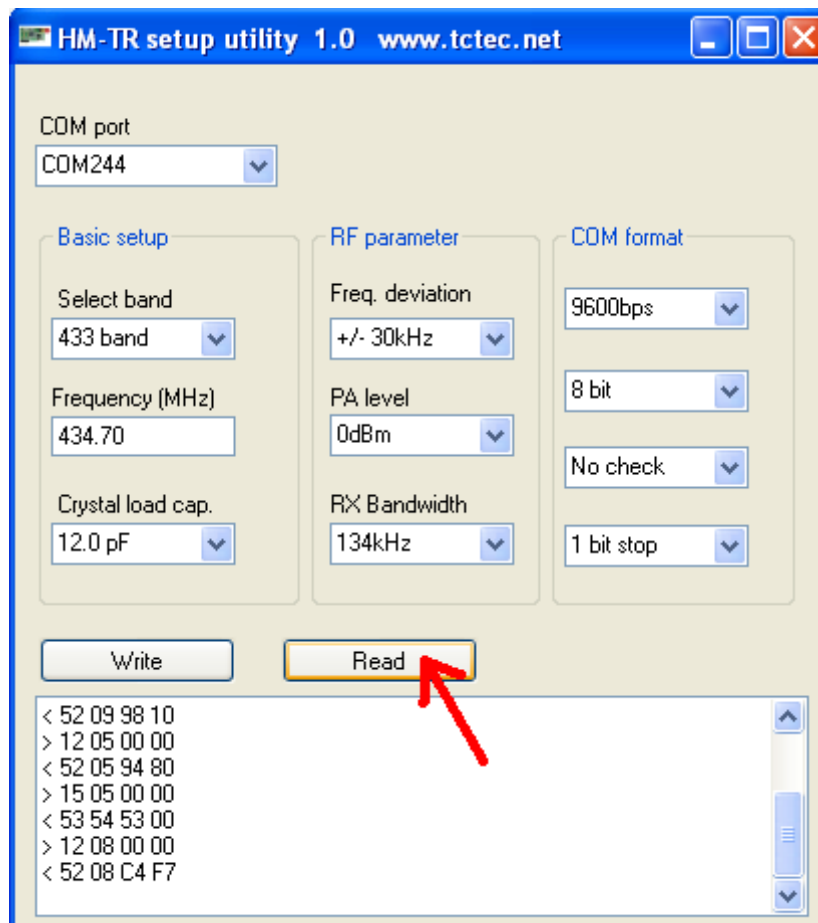 HM-TR setup utility 1.0 www.tctec.net
COM port
COM244
Basic setup
Select band
433 band
Frequency (MHz)
434.70
Crystal load cap.
12.0 pF
RF parameter
Freq. deviation
+/- 30kHz
PA level
0dBm
RX Bandwidth
134kHz
COM format
9600bps
8 bit
No check
1 bit stop
Write
Read
< 52 09 98 10
> 12 05 00 00
< 52 05 94 80
> 15 05 00 00
< 53 54 53 00
> 12 08 00 00
< 52 08 C4 F7